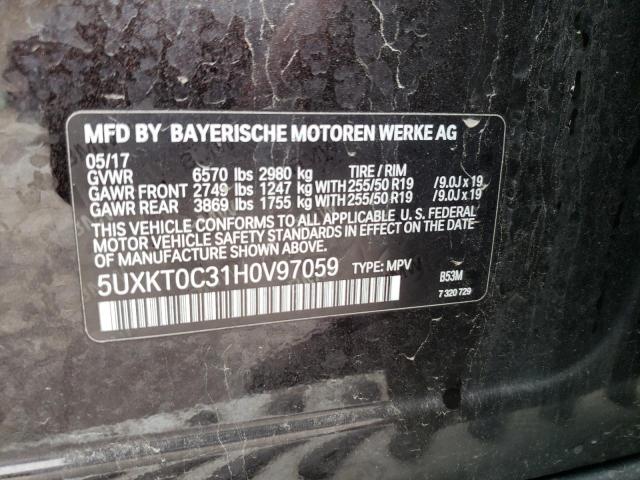 MFD BY BAYERISCHE MOTOREN WERKE AG
05/17
GVWR 6570 lbs 2980 kg TIRE / RIM
GAWR FRONT 2749 lbs 1247 kg WITH 255/50 R19 /9.0J x 19
GAWR REAR 3869 lbs 1755 kg WITH 255/50 R19 /9.0J x 19
THIS VEHICLE CONFORMS TO ALL APPLICABLE U.S. FEDERAL
MOTOR VEHICLE SAFETY STANDARDS IN EFFECT ON THE DATE
OF MANUFACTURE SHOWN ABOVE.
5UXKT0C31H0V97059 TYPE: MPV B53M
7 320 729